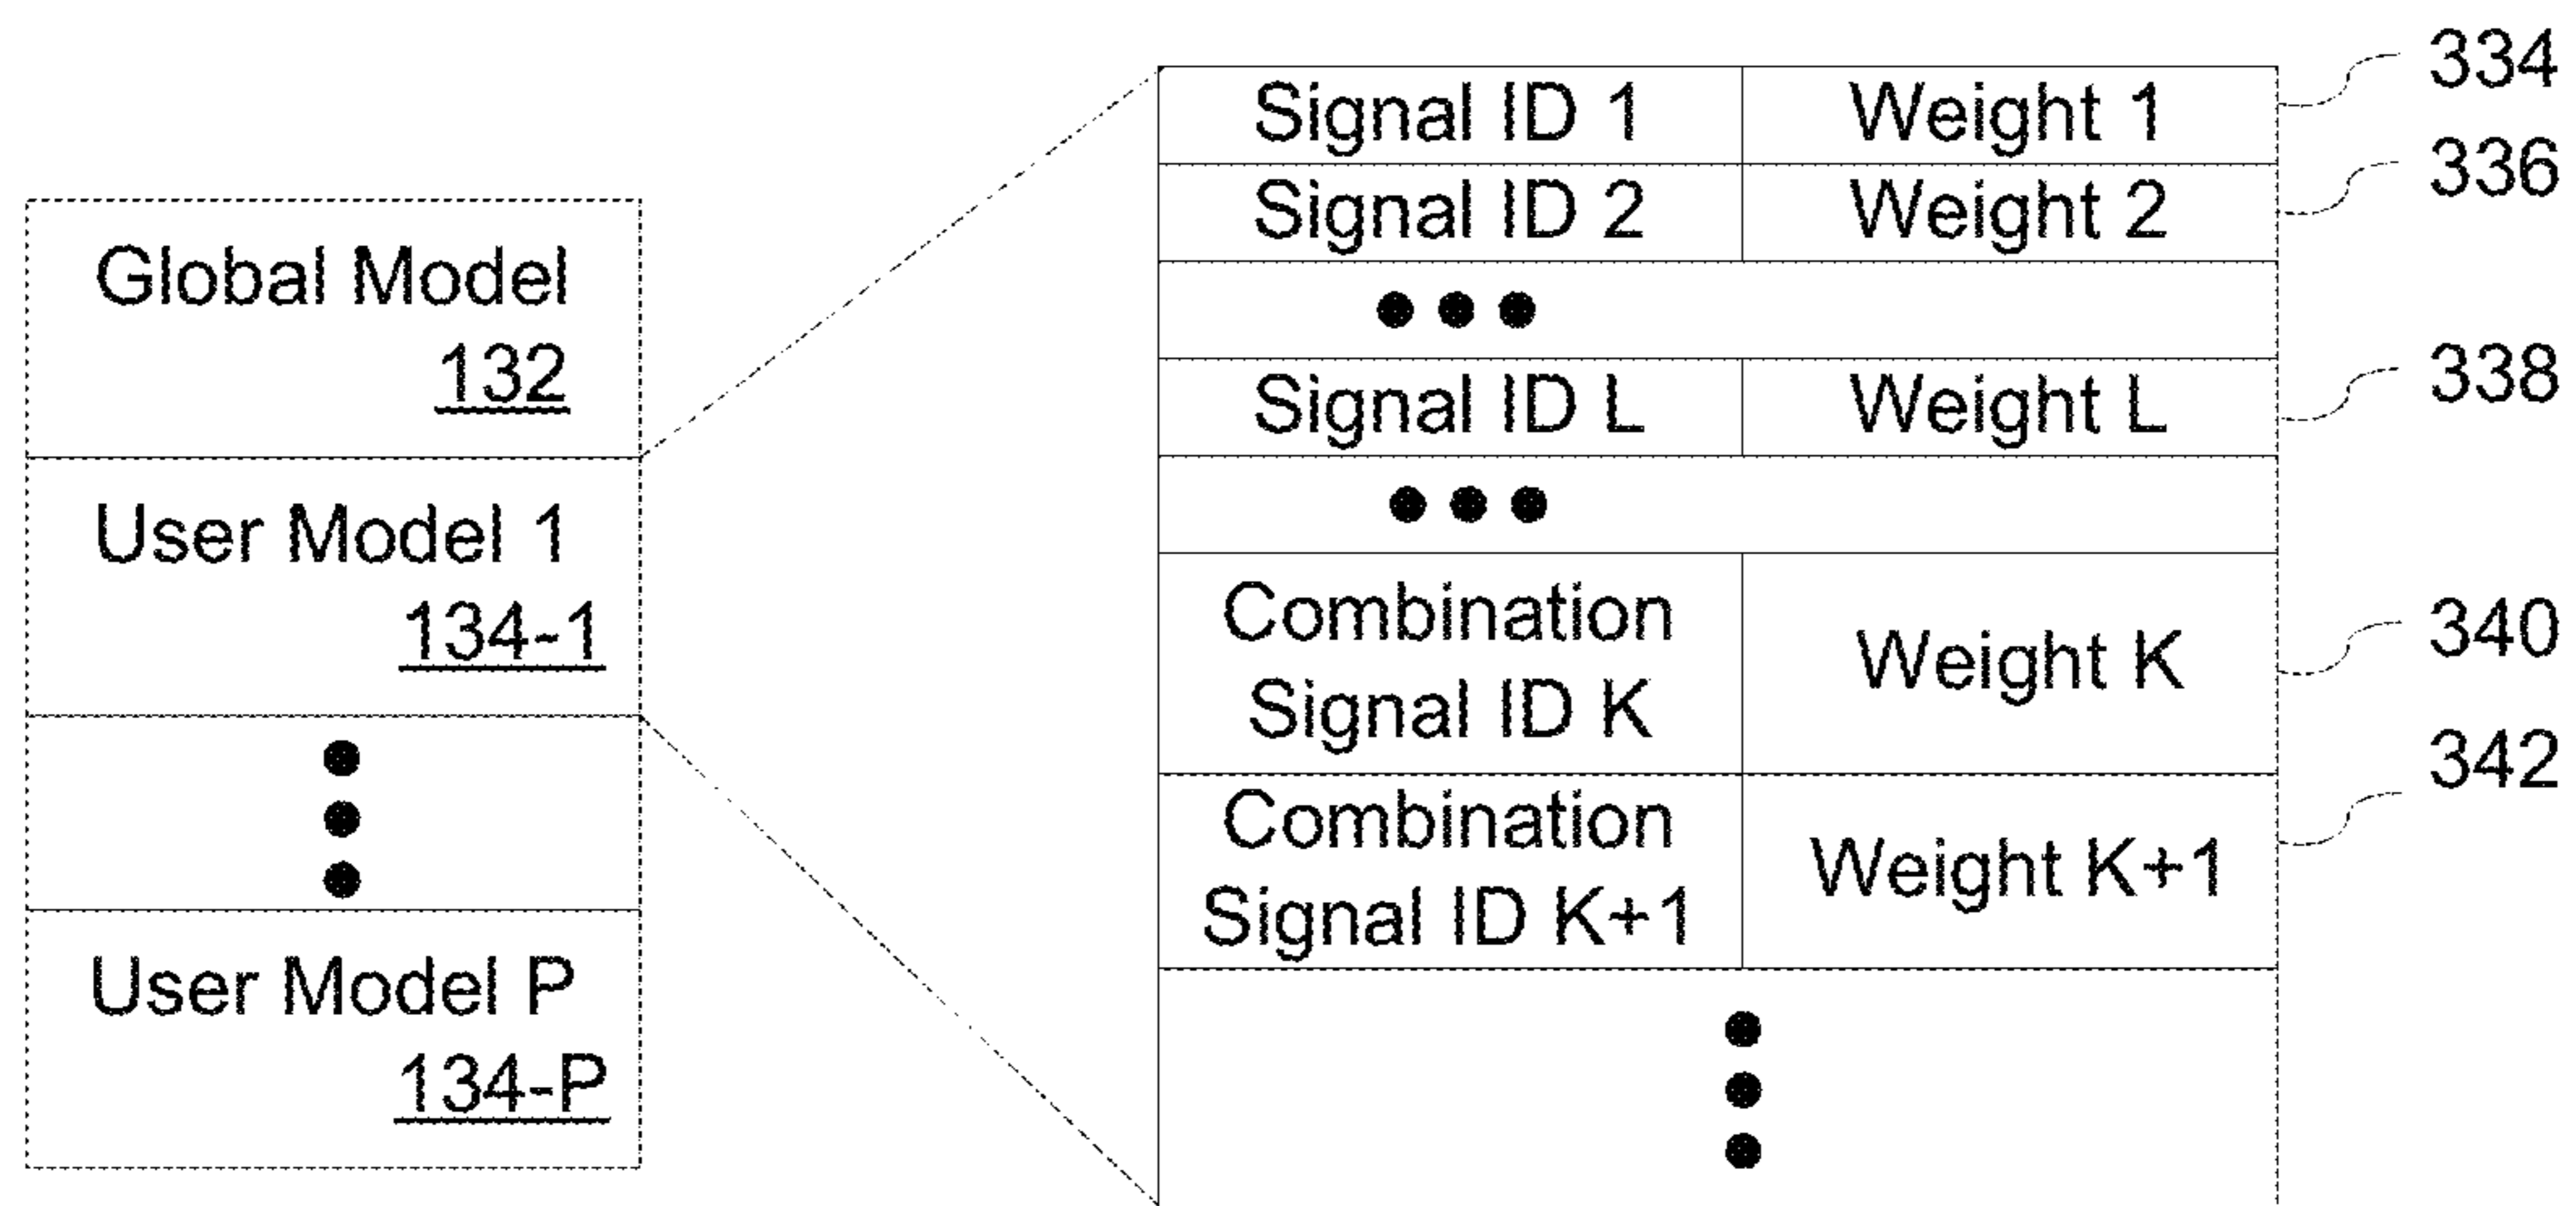 Global Model
132
User Model 1
134-1
User Model P
134-P
Signal ID 1 Weight 1 334
Signal ID 2 Weight 2 336
Signal ID L Weight L 338
Combination
Signal ID K Weight K 340
Combination
Signal ID K+1 Weight K+1 342